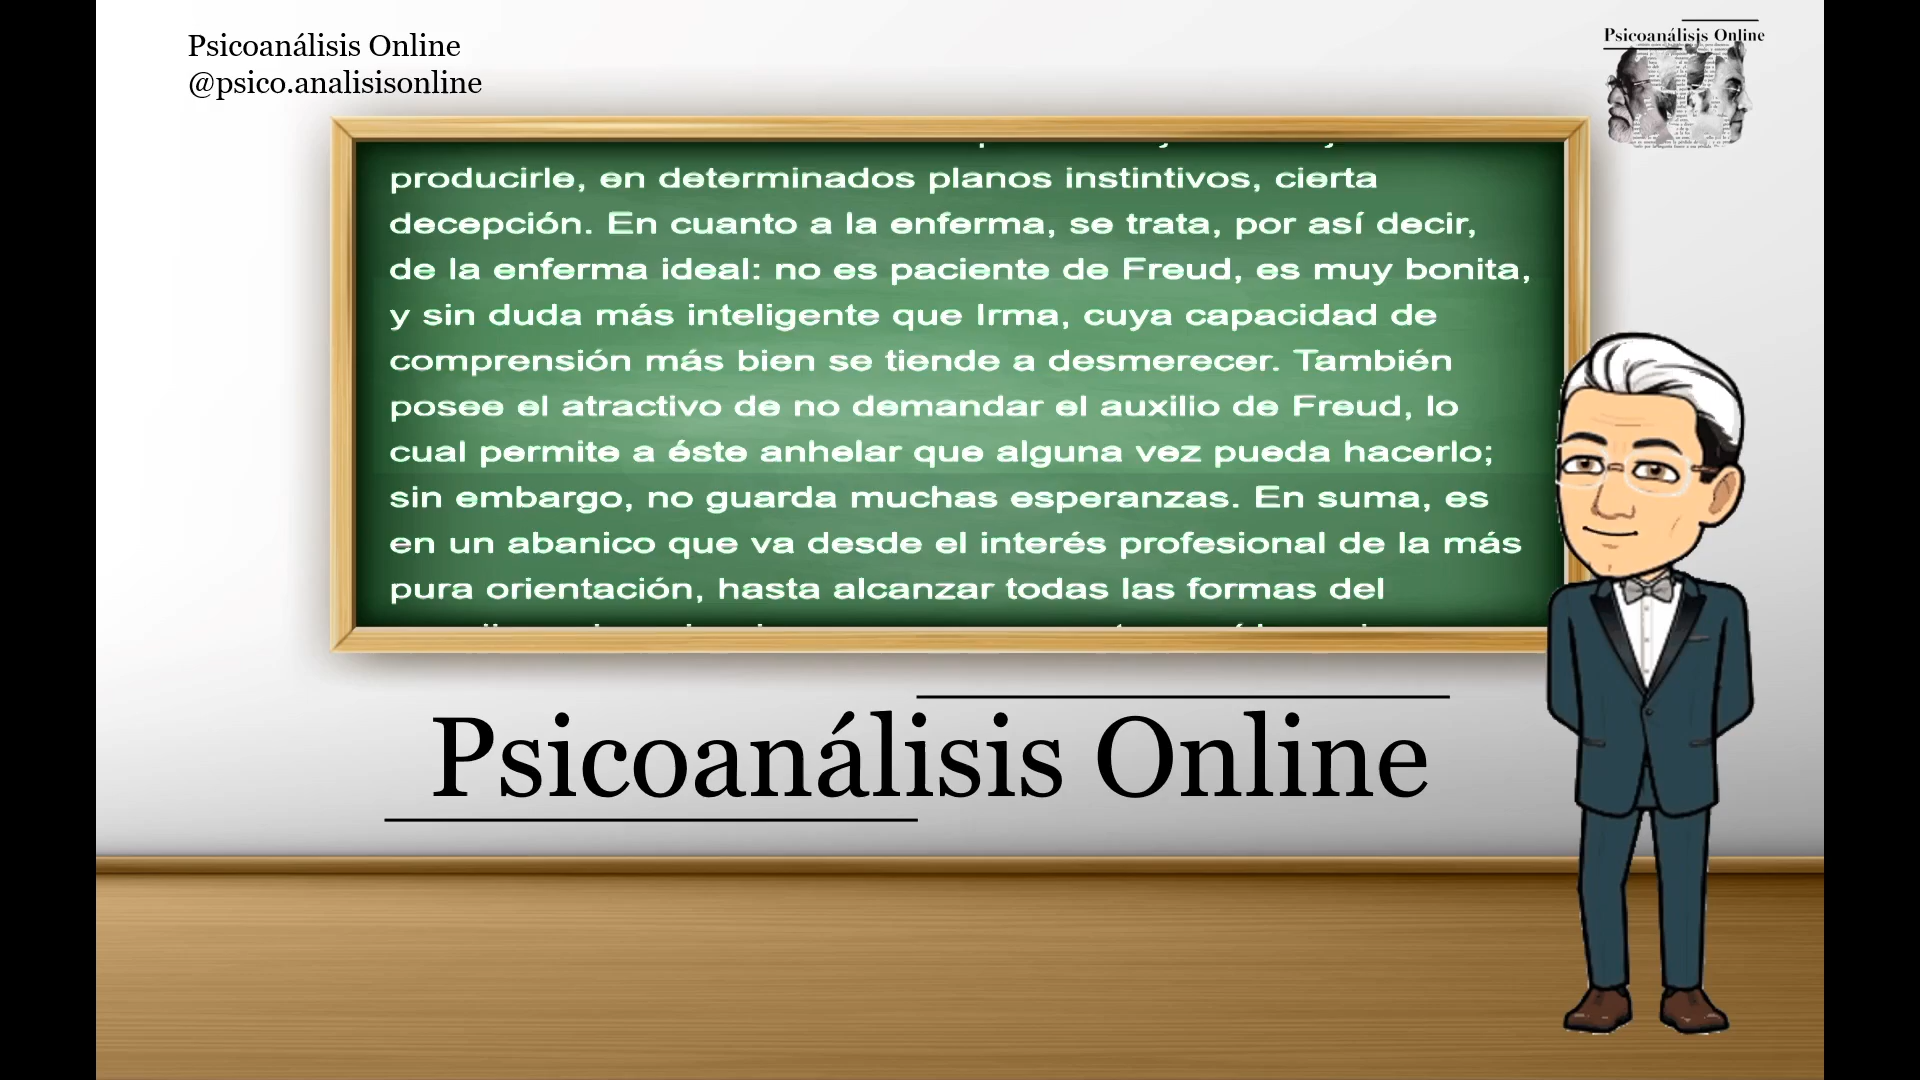 Psicoanálisis Online
@psico.analisisonline
Psicoanálisis Online
producirle, en determinados planos instintivos, cierta
decepción. En cuanto a la enferma, se trata, por así decir,
de la enferma ideal: no es paciente de Freud, es muy bonita,
y sin duda más inteligente que Irma, cuya capacidad de
comprensión más bien se tiende a desmerecer. También
posee el atractivo de no demandar el auxilio de Freud, lo
cual permite a éste anhelar que alguna vez pueda hacerlo;
sin embargo, no guarda muchas esperanzas. En suma, es
en un abanico que va desde el interés profesional de la más
pura orientación, hasta alcanzar todas las formas del
Psicoanálisis Online